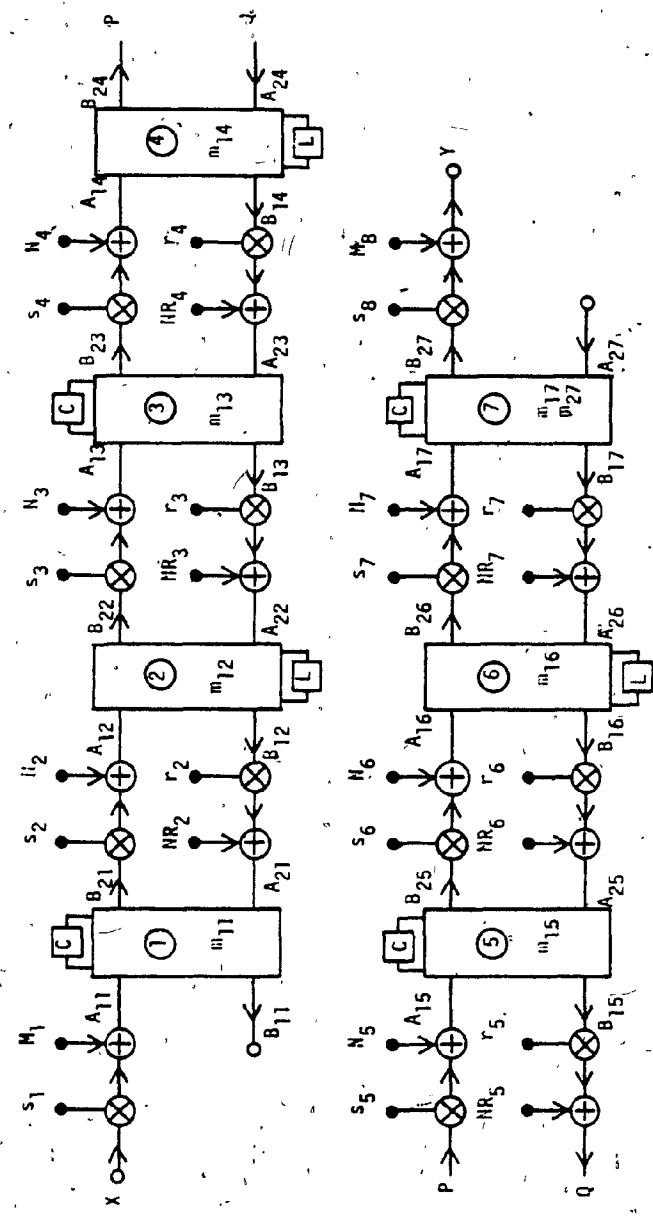 s₁ M₁ C s₂ N₂ s₃ N₃ C s₄ N₄
X A₁₁ B₂₁ A₁₂ B₂₂ A₁₃ B₂₃ A₁₄ B₂₄ P
1 2 3 4
m₁₁ NR₂ r₂ m₁₂ NR₃ r₃ m₁₃ NR₄ r₄ m₁₄
B₁₁ A₂₁ B₁₂ A₂₂ B₁₃ A₂₃ B₁₄ A₂₄ Q
L L
s₅ N₅ C s₆ N₆ s₇ N₇ C s₈ M₈
P A₁₅ B₂₅ A₁₆ B₂₆ A₁₇ B₂₇ Y
5 6 7
NR₅ r₅ m₁₅ NR₆ r₆ m₁₆ NR₇ r₇ m₁₇
m₂₇
Q B₁₅ A₂₅ B₁₆ A₂₆ B₁₇ A₂₇
L